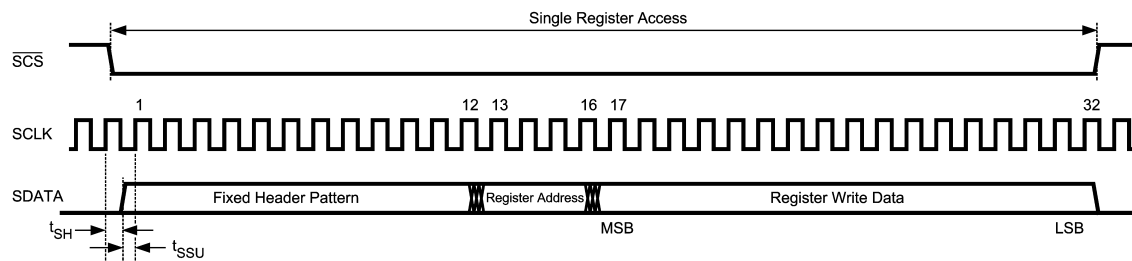 Single Register Access
SCS
1 12 13 16 17 32
SCLK
SDATA Fixed Header Pattern Register Address Register Write Data
tSH MSB LSB
tSSU